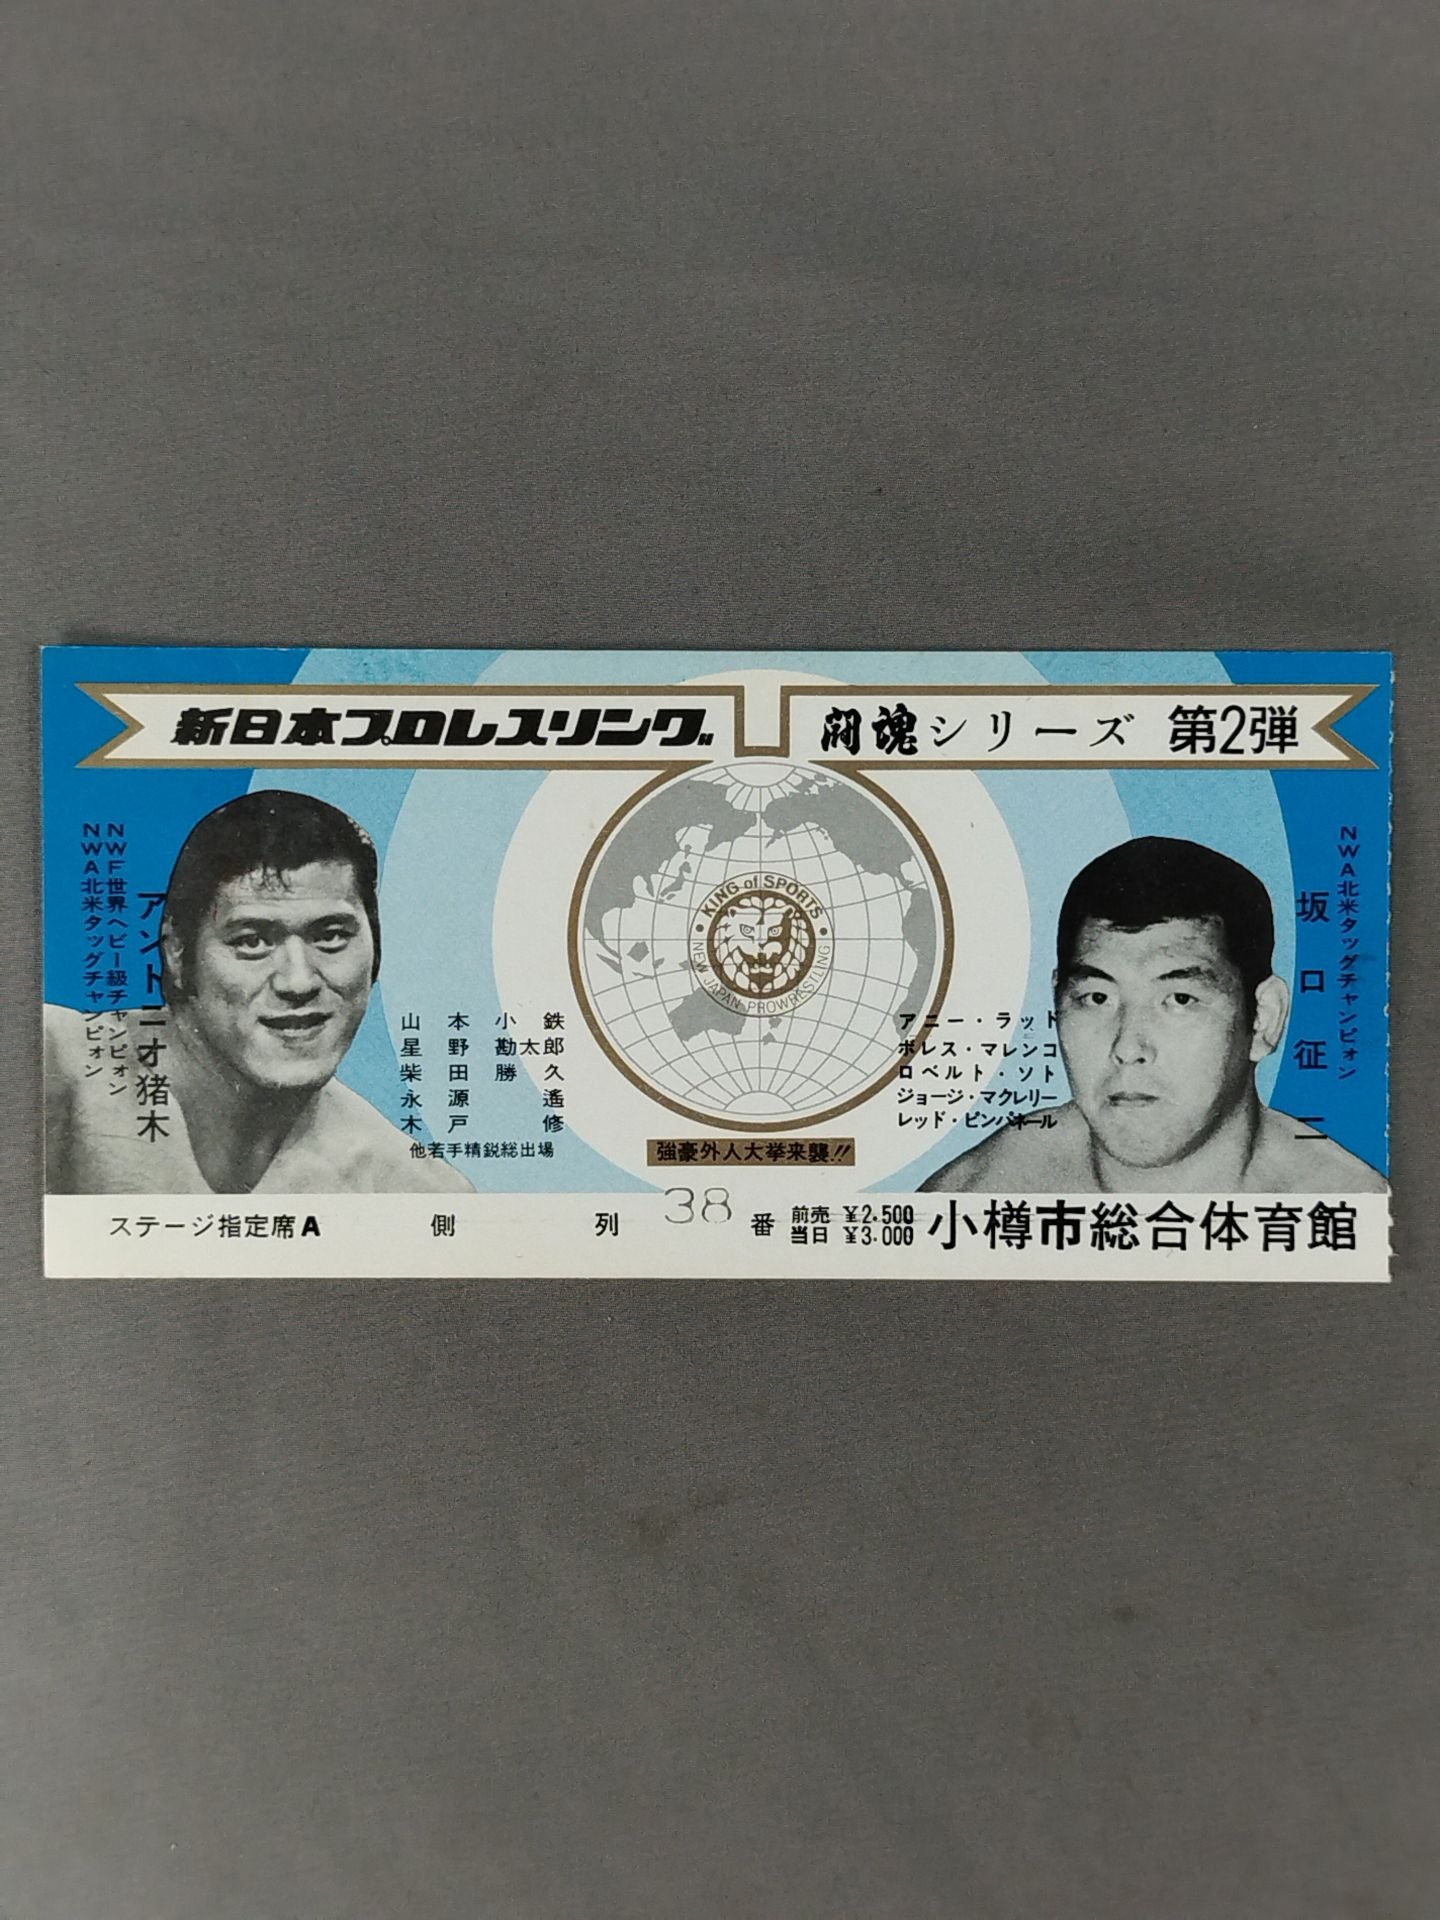 新日本プロレスリング
闘魂シリーズ 第2弾
NWF世界ヘビー級チャンピオン
NWA北米タッグチャンピオン
アントニオ猪木
山本小鉄
星野勘太郎
柴田勝久
永源遙
木戸修
他若手精鋭総出場
KING of SPORTS
NEW JAPAN PROWRESTLING
強豪外人大挙来襲!!
アニー・ラッド
ボレス・マレンコ
ロベルト・ソト
ジョージ・マクレリー
レッド・ピンパネール
NWA北米タッグチャンピオン
坂口征二
ステージ指定席A 側 列 38 番
前売 ¥2.500
当日 ¥3.000
小樽市総合体育館